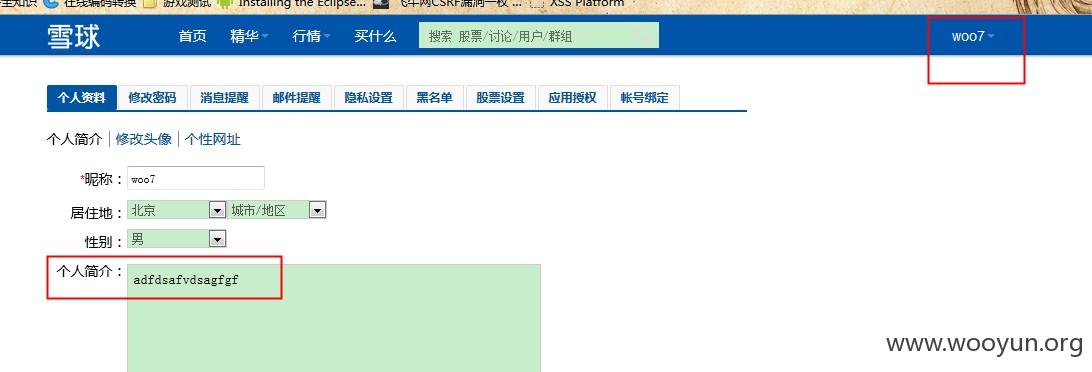 在线编码转换 游戏测试 Installing the Eclipse... 飞牛网CSRF漏洞一枚 ... XSS Platform
雪球 首页 精华 行情 买什么 搜索 股票/讨论/用户/群组 woo7
个人资料 修改密码 消息提醒 邮件提醒 隐私设置 黑名单 股票设置 应用授权 帐号绑定
个人简介 修改头像 个性网址
*昵称： woo7
居住地： 北京 城市/地区
性别： 男
个人简介： adfdsafvdsagfgf
www.wooyun.org